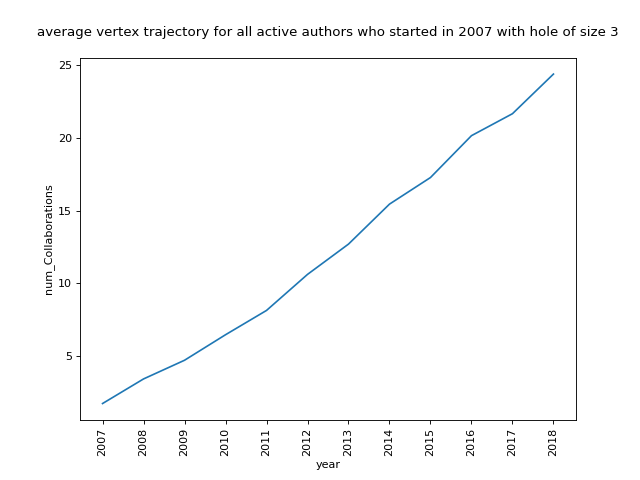 average vertex trajectory for all active authors who started in 2007 with hole of size 3
25
20
15
10
5
num_Collaborations
2007 2008 2009 2010 2011 2012 2013 2014 2015 2016 2017 2018
year